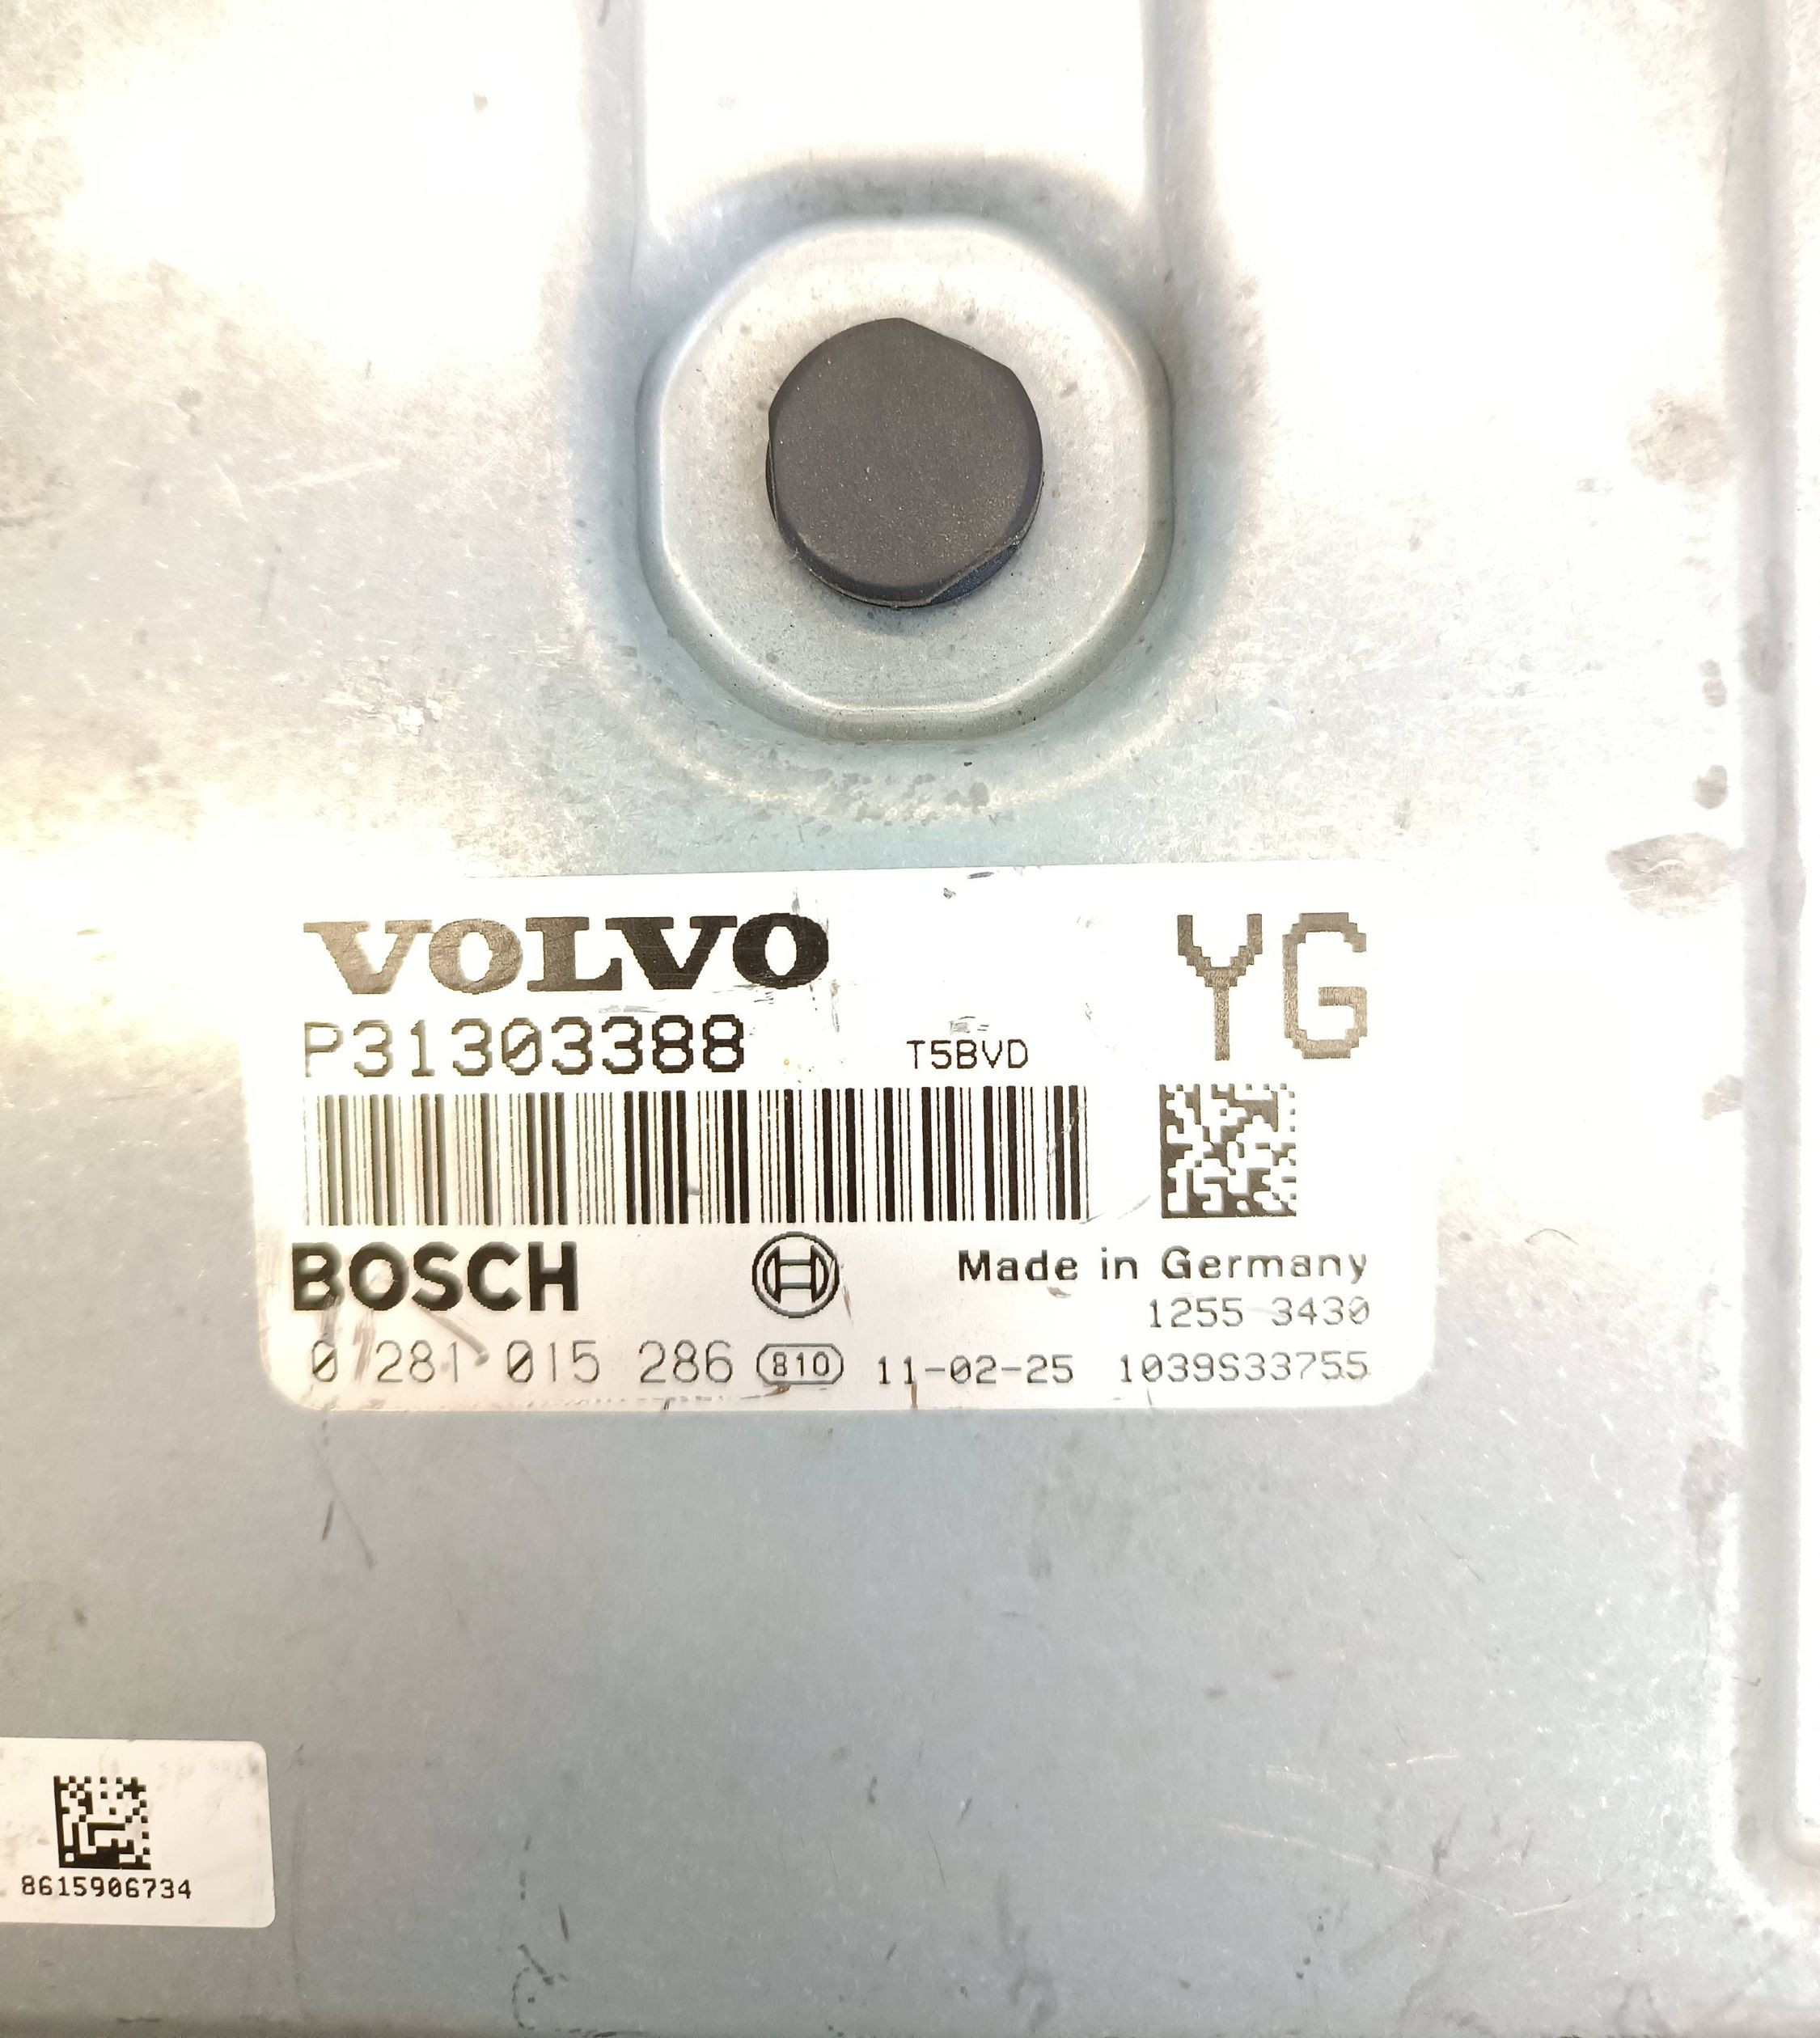 VOLVO
YG
P31303388
T5BVD
BOSCH
Made in Germany
1255 3430
0 281 015 286 810 11-02-25 1039S33755
8615906734